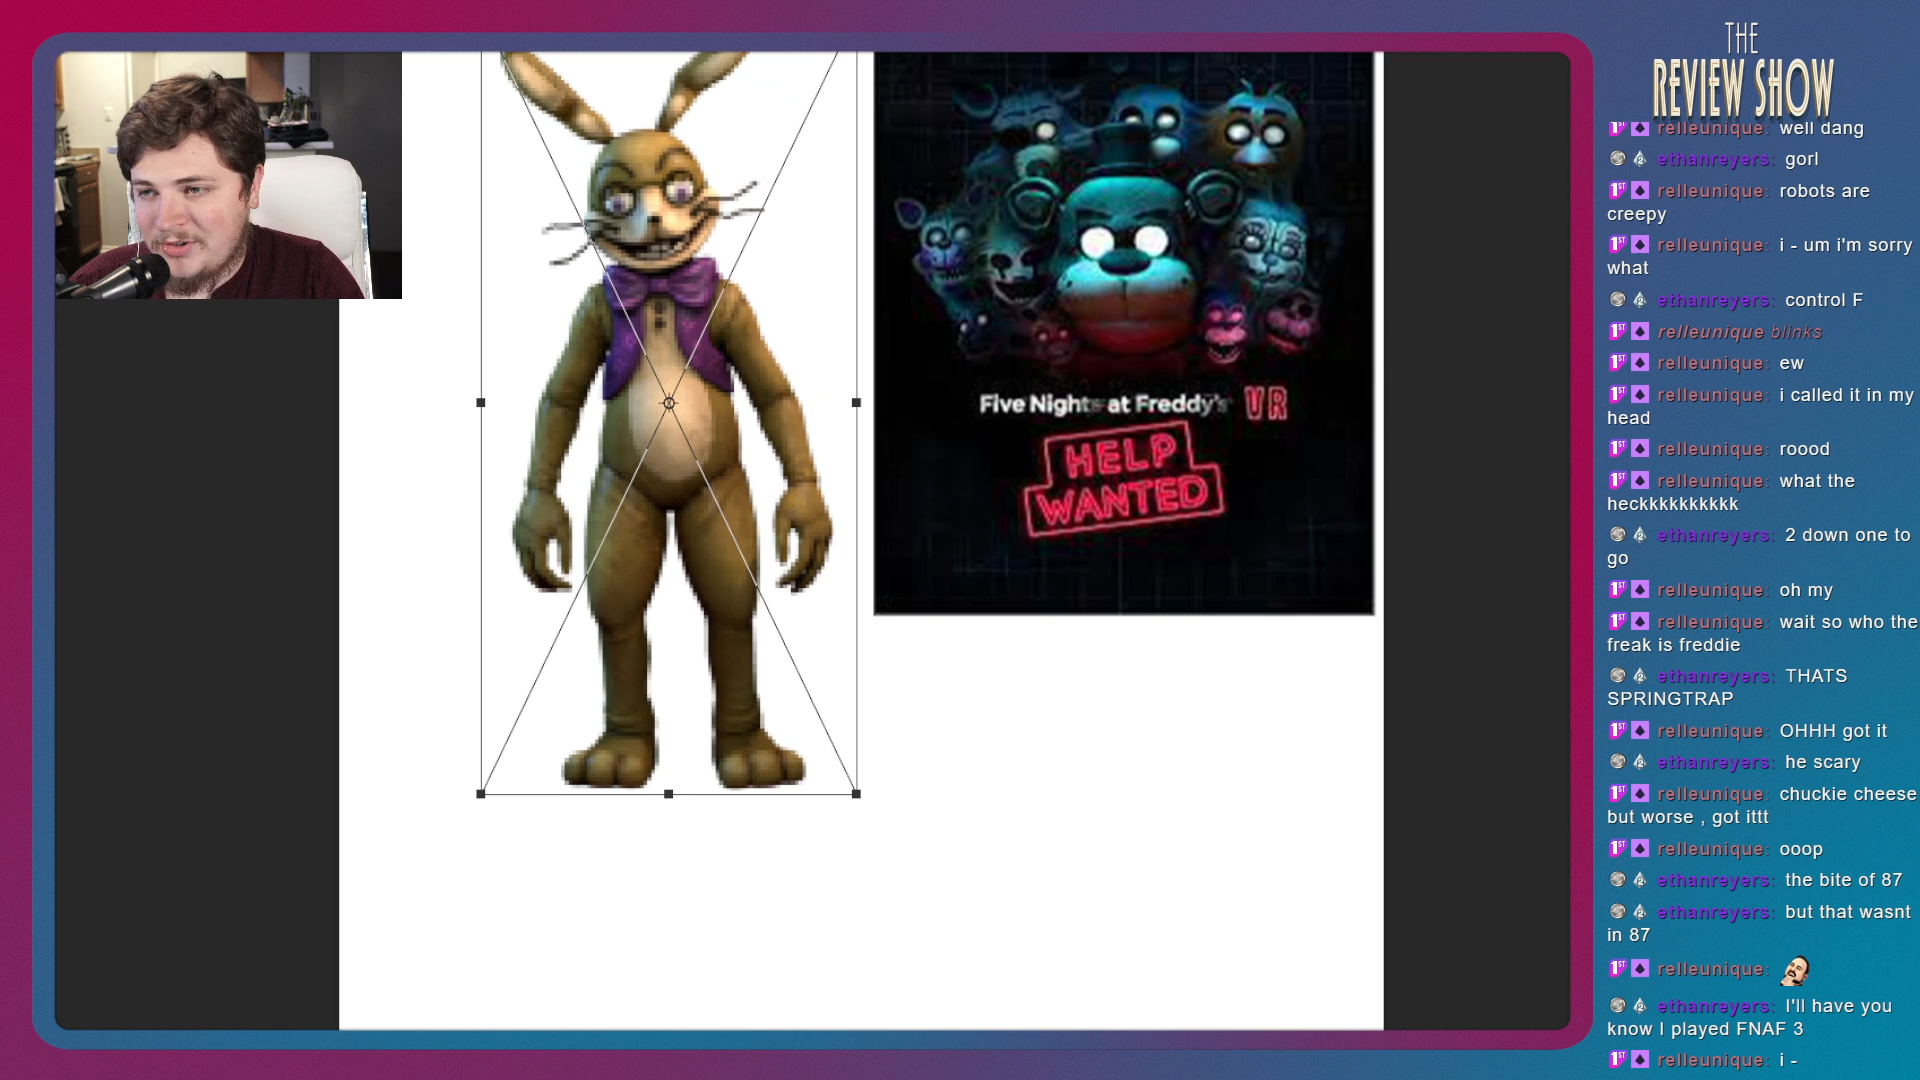 Five Nights at Freddy's VR
HELP
WANTED
THE
REVIEW SHOW
relleunique: well dang
ethanreyers: gorl
relleunique: robots are
creepy
relleunique: i - um i'm sorry
what
ethanreyers: control F
relleunique blinks
relleunique: ew
relleunique: i called it in my
head
relleunique: roood
relleunique: what the
heckkkkkkkkkk
ethanreyers: 2 down one to
go
relleunique: oh my
relleunique: wait so who the
freak is freddie
ethanreyers: THATS
SPRINGTRAP
relleunique: OHHH got it
ethanreyers: he scary
relleunique: chuckie cheese
but worse , got ittt
relleunique: ooop
ethanreyers: the bite of 87
ethanreyers: but that wasnt
in 87
relleunique:
ethanreyers: I'll have you
know I played FNAF 3
relleunique: i -